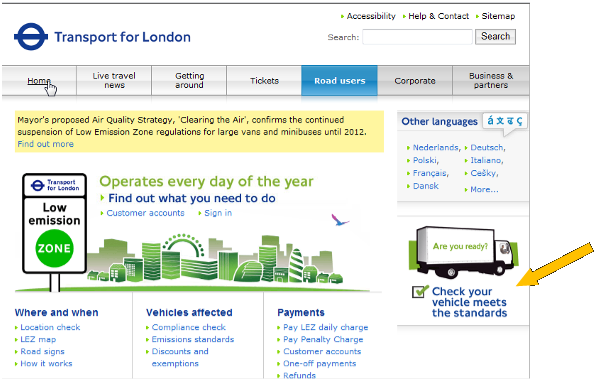 Accessibility Help & Contact Sitemap
Transport for London
Search: Search
Home
Live travel
news
Getting
around
Tickets
Road users
Corporate
Business &
partners
Mayor's proposed Air Quality Strategy, 'Clearing the Air', confirms the continued
suspension of Low Emission Zone regulations for large vans and minibuses until 2012.
Find out more
Other languages á 文 ž ç
Nederlands, Deutsch,
Polski, Italiano,
Français, Česky,
Dansk More...
Transport
for London
Low
emission
ZONE
Operates every day of the year
Find out what you need to do
Customer accounts Sign in
Are you ready?
Check your
vehicle meets
the standards
Where and when
Location check
LEZ map
Road signs
How it works
Vehicles affected
Compliance check
Emissions standards
Discounts and
exemptions
Payments
Pay LEZ daily charge
Pay Penalty Charge
Customer accounts
One-off payments
Refunds